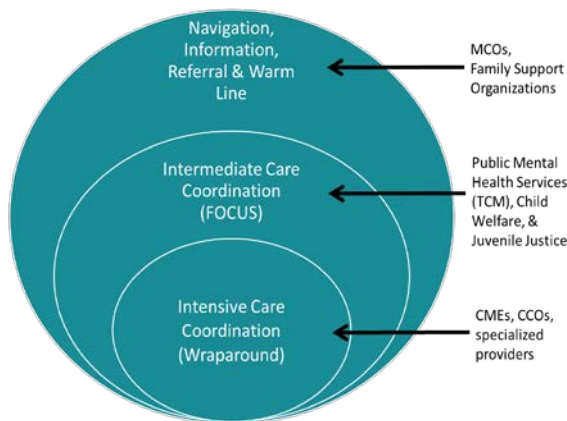 Navigation,
Information,
Referral & Warm
Line
MCOs,
Family Support
Organizations
Intermediate Care
Coordination
(FOCUS)
Public Mental
Health Services
(TCM), Child
Welfare, &
Juvenile Justice
Intensive Care
Coordination
(Wraparound)
CMEs, CCOs,
specialized
providers